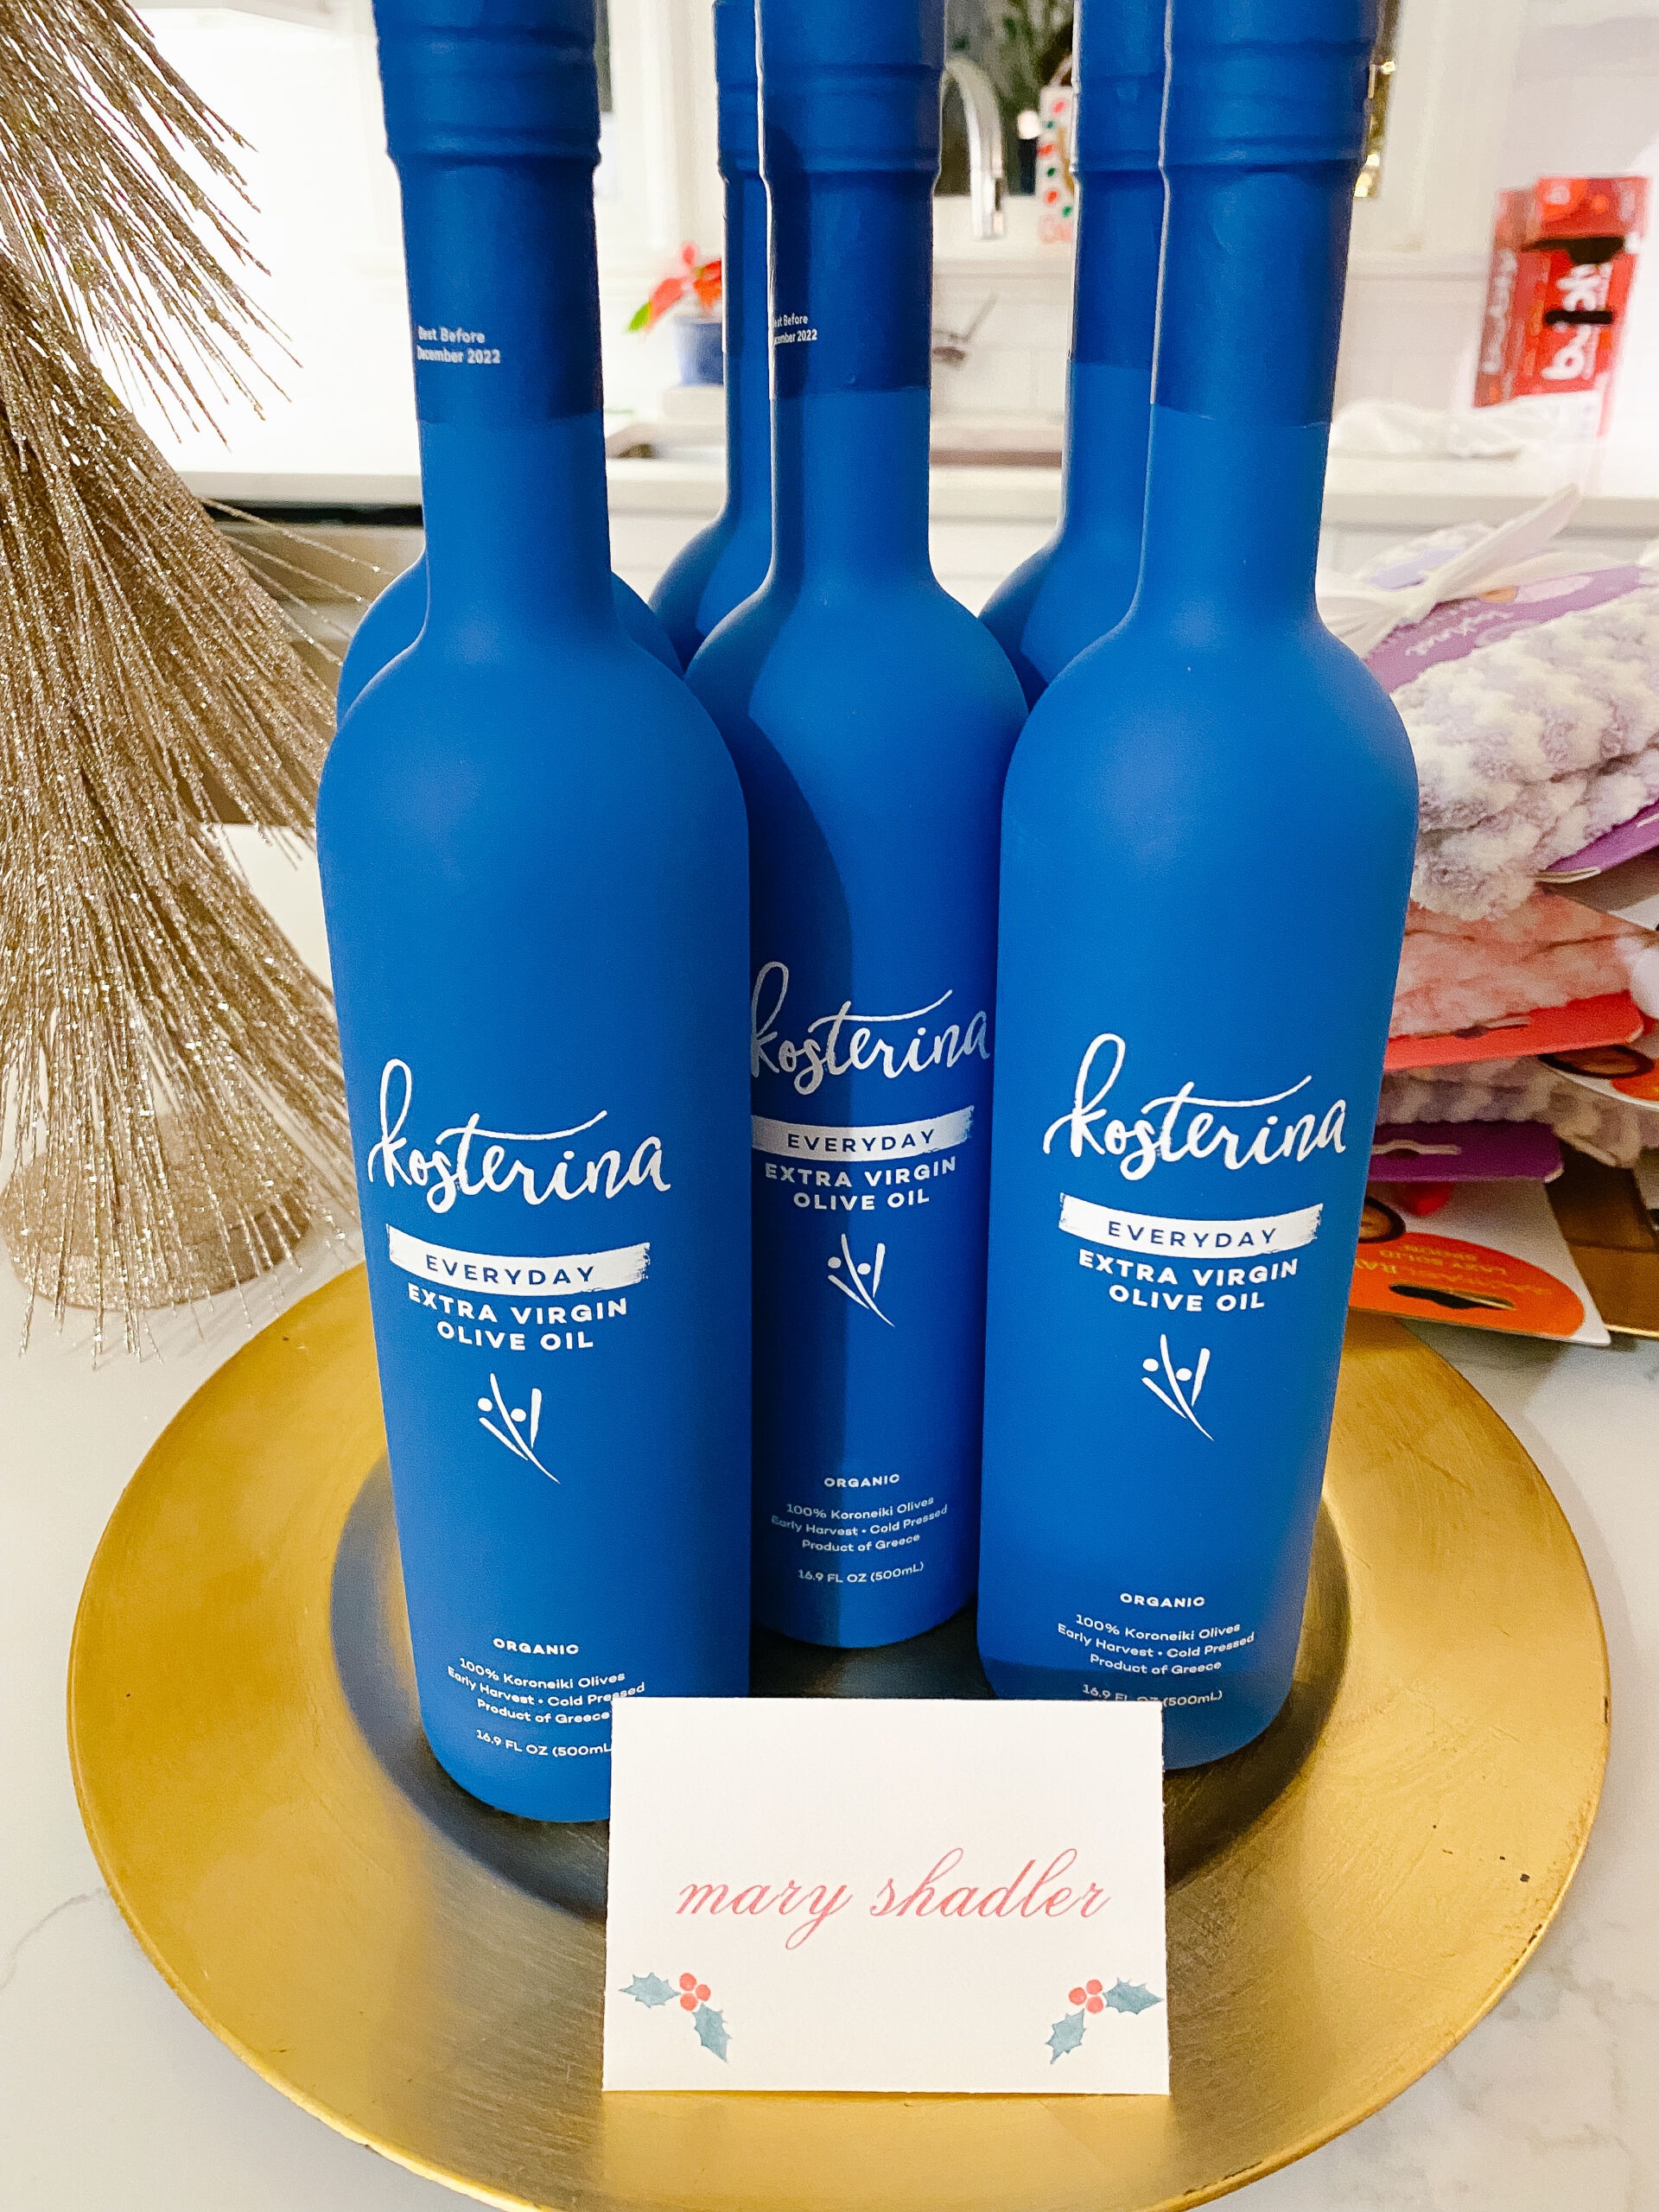 Best Before
December 2022
Before
2022
kosterina
EVERYDAY
EXTRA VIRGIN
OLIVE OIL
ORGANIC
100% Koroneiki Olives
Early Harvest • Cold Pressed
Product of Greece
16.9 FL OZ (500mL
kosterina
EVERYDAY
EXTRA VIRGIN
OLIVE OIL
ORGANIC
100% Koroneiki Olives
Early Harvest • Cold Pressed
Product of Greece
16.9 FL OZ (500mL)
kosterina
EVERYDAY
EXTRA VIRGIN
OLIVE OIL
ORGANIC
100% Koroneiki Olives
Early Harvest • Cold Pressed
Product of Greece
16.9 FL OZ (500mL)
mary shadler